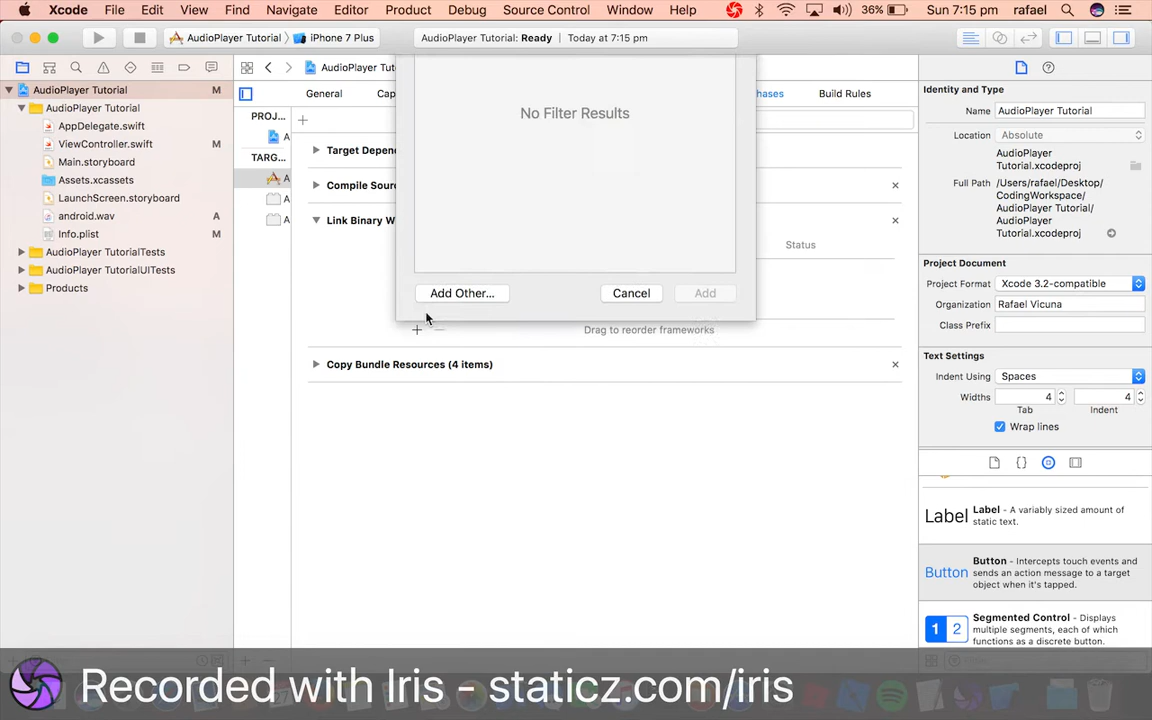 Xcode File Edit View Find Navigate Editor Product Debug Source Control Window Help 36% Sun 7:15 pm rafael
AudioPlayer Tutorial iPhone 7 Plus AudioPlayer Tutorial: Ready Today at 7:15 pm
AudioPlayer Tutorial M
AudioPlayer Tutorial
AppDelegate.swift
ViewController.swift M
Main.storyboard
Assets.xcassets
LaunchScreen.storyboard
android.wav A
Info.plist M
AudioPlayer TutorialTests
AudioPlayer TutorialUITests
Products
AudioPlayer Tut
General Cap hases Build Rules
PROJ...
A
TARG...
A
A
A
Target Depen
Compile Sour
Link Binary W
Status
No Filter Results
Add Other... Cancel Add
Drag to reorder frameworks
Copy Bundle Resources (4 items)
Identity and Type
Name AudioPlayer Tutorial
Location Absolute
AudioPlayer
Tutorial.xcodeproj
Full Path /Users/rafael/Desktop/
CodingWorkspace/
AudioPlayer Tutorial/
AudioPlayer
Tutorial.xcodeproj
Project Document
Project Format Xcode 3.2-compatible
Organization Rafael Vicuna
Class Prefix
Text Settings
Indent Using Spaces
Widths 4 4
Tab Indent
Wrap lines
Label Label - A variably sized amount of
static text.
Button Button - Intercepts touch events and
sends an action message to a target
object when it's tapped.
1 2 Segmented Control - Displays
multiple segments, each of which
functions as a discrete button.
Recorded with Iris - staticz.com/iris